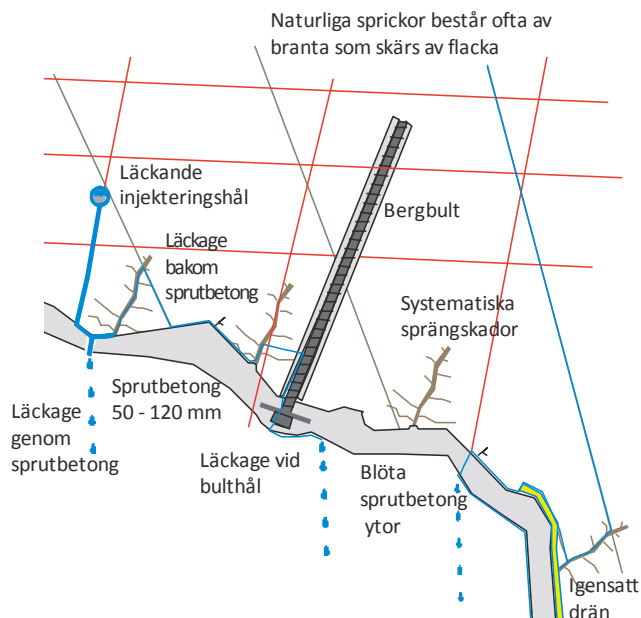 Naturliga sprickor består ofta av
branta som skärs av flacka
Läckande
injekteringshål
Bergbult
Läckage
bakom
sprutbetong
Systematiska
sprängskador
Sprutbetong
50 - 120 mm
Läckage
genom
sprutbetong
Läckage vid
bulthål
Blöta
sprutbetong
ytor
Igensatt
drän